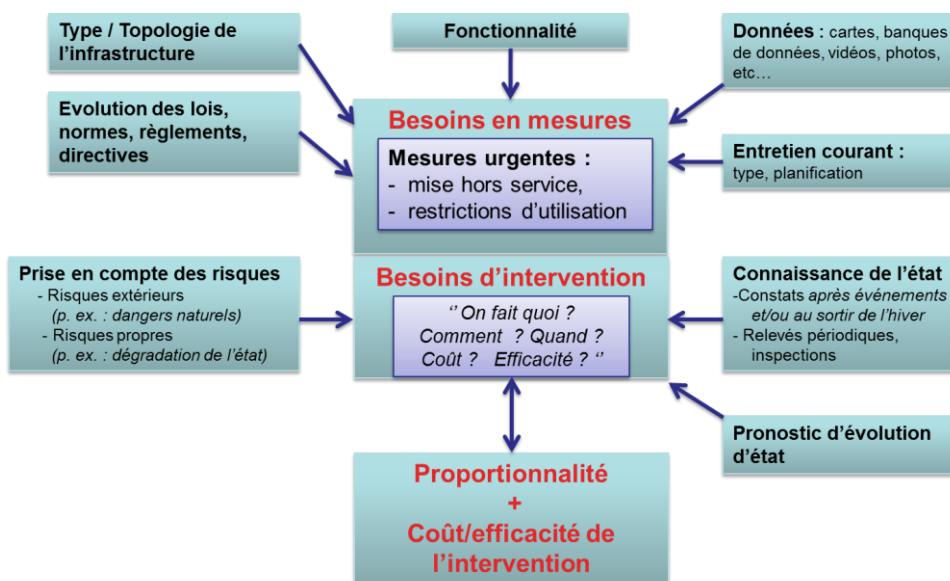 Type / Topologie de
l'infrastructure
Fonctionnalité
Données : cartes, banques
de données, vidéos, photos,
etc…
Evolution des lois,
normes, règlements,
directives
Besoins en mesures
Mesures urgentes :
- mise hors service,
- restrictions d'utilisation
Entretien courant :
type, planification
Prise en compte des risques
- Risques extérieurs
(p. ex. : dangers naturels)
- Risques propres
(p. ex. : dégradation de l'état)
Besoins d'intervention
‘’ On fait quoi ?
Comment ? Quand ?
Coût ? Efficacité ? ‘’
Connaissance de l'état
-Constats après événements
et/ou au sortir de l'hiver
- Relevés périodiques,
inspections
Pronostic d'évolution
d'état
Proportionnalité
+
Coût/efficacité de
l'intervention